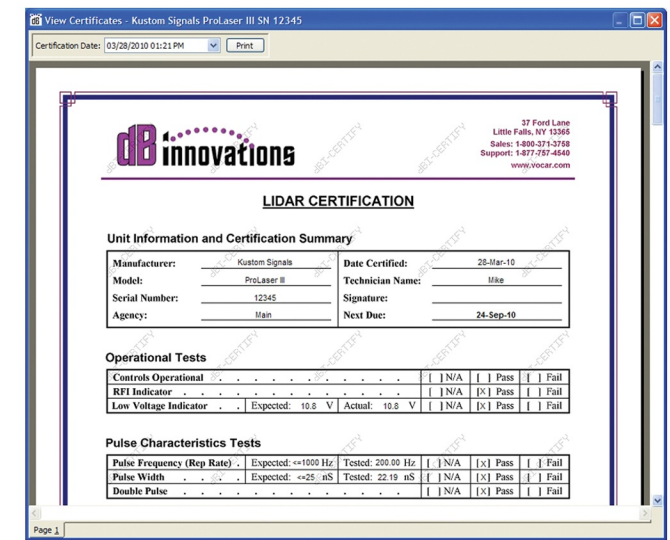 View Certificates - Kustom Signals ProLaser III SN 12345
Certification Date: 03/28/2010 01:21 PM Print
dB innovations
37 Ford Lane
Little Falls, NY 13365
Sales: 1-800-371-3758
Support: 1-877-757-4540
www.vocar.com
LIDAR CERTIFICATION
Unit Information and Certification Summary
Manufacturer: Kustom Signals Date Certified: 28-Mar-10
Model: ProLaser III Technician Name: Mike
Serial Number: 12345 Signature:
Agency: Main Next Due: 24-Sep-10
Operational Tests
Controls Operational . . . . . . . . . . . [ ] N/A [ ] Pass [ ] Fail
RFI Indicator . . . . . . . . . . . . [ ] N/A [X] Pass [ ] Fail
Low Voltage Indicator . . Expected: 10.8 V Actual: 10.8 V [ ] N/A [X] Pass [ ] Fail
Pulse Characteristics Tests
Pulse Frequency (Rep Rate) . Expected: <=1000 Hz Tested: 200.00 Hz [ ] N/A [X] Pass [ ] Fail
Pulse Width . . . . Expected: <=25 nS Tested: 22.19 nS [ ] N/A [X] Pass [ ] Fail
Double Pulse . . . . . . . . . . . . [ ] N/A [X] Pass [ ] Fail
dBI-CERTIFY
Page 1